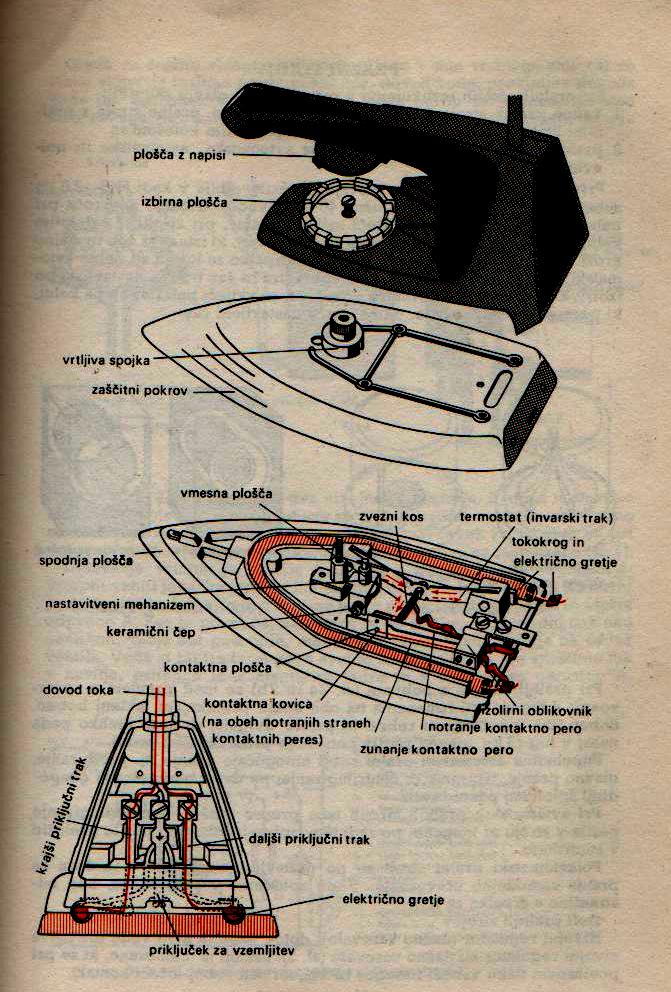 plošča z napisi
izbirna plošča
vrtljiva spojka
zaščitni pokrov
vmesna plošča
zvezni kos
termostat (invarski trak)
tokokrog in
električno gretje
spodnja plošča
nastavitveni mehanizem
keramični čep
kontaktna plošča
dovod toka
kontaktna kovica
(na obeh notranjih straneh
kontaktnih peres)
izolirni oblikovnik
notranje kontaktno pero
zunanje kontaktno pero
krajši priključni trak
daljši priključni trak
električno gretje
priključek za vzemljitev